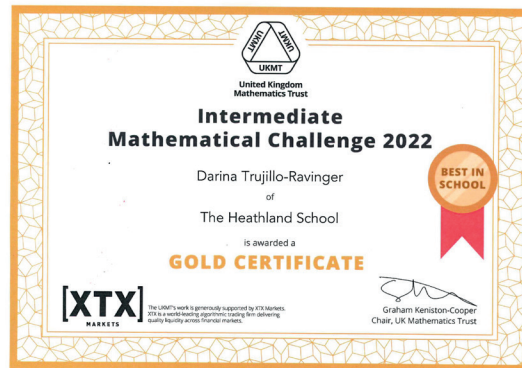 UKMT
UKMT
UKMT
United Kingdom
Mathematics Trust
Intermediate
Mathematical Challenge 2022
Darina Trujillo-Ravinger
of
The Heathland School
BEST IN
SCHOOL
is awarded a
GOLD CERTIFICATE
[XTX]
MARKETS
The UKMT's work is generously supported by XTX Markets.
XTX is a world-leading algorithmic trading firm delivering
quality liquidity across financial markets.
Graham Keniston-Cooper
Chair, UK Mathematics Trust